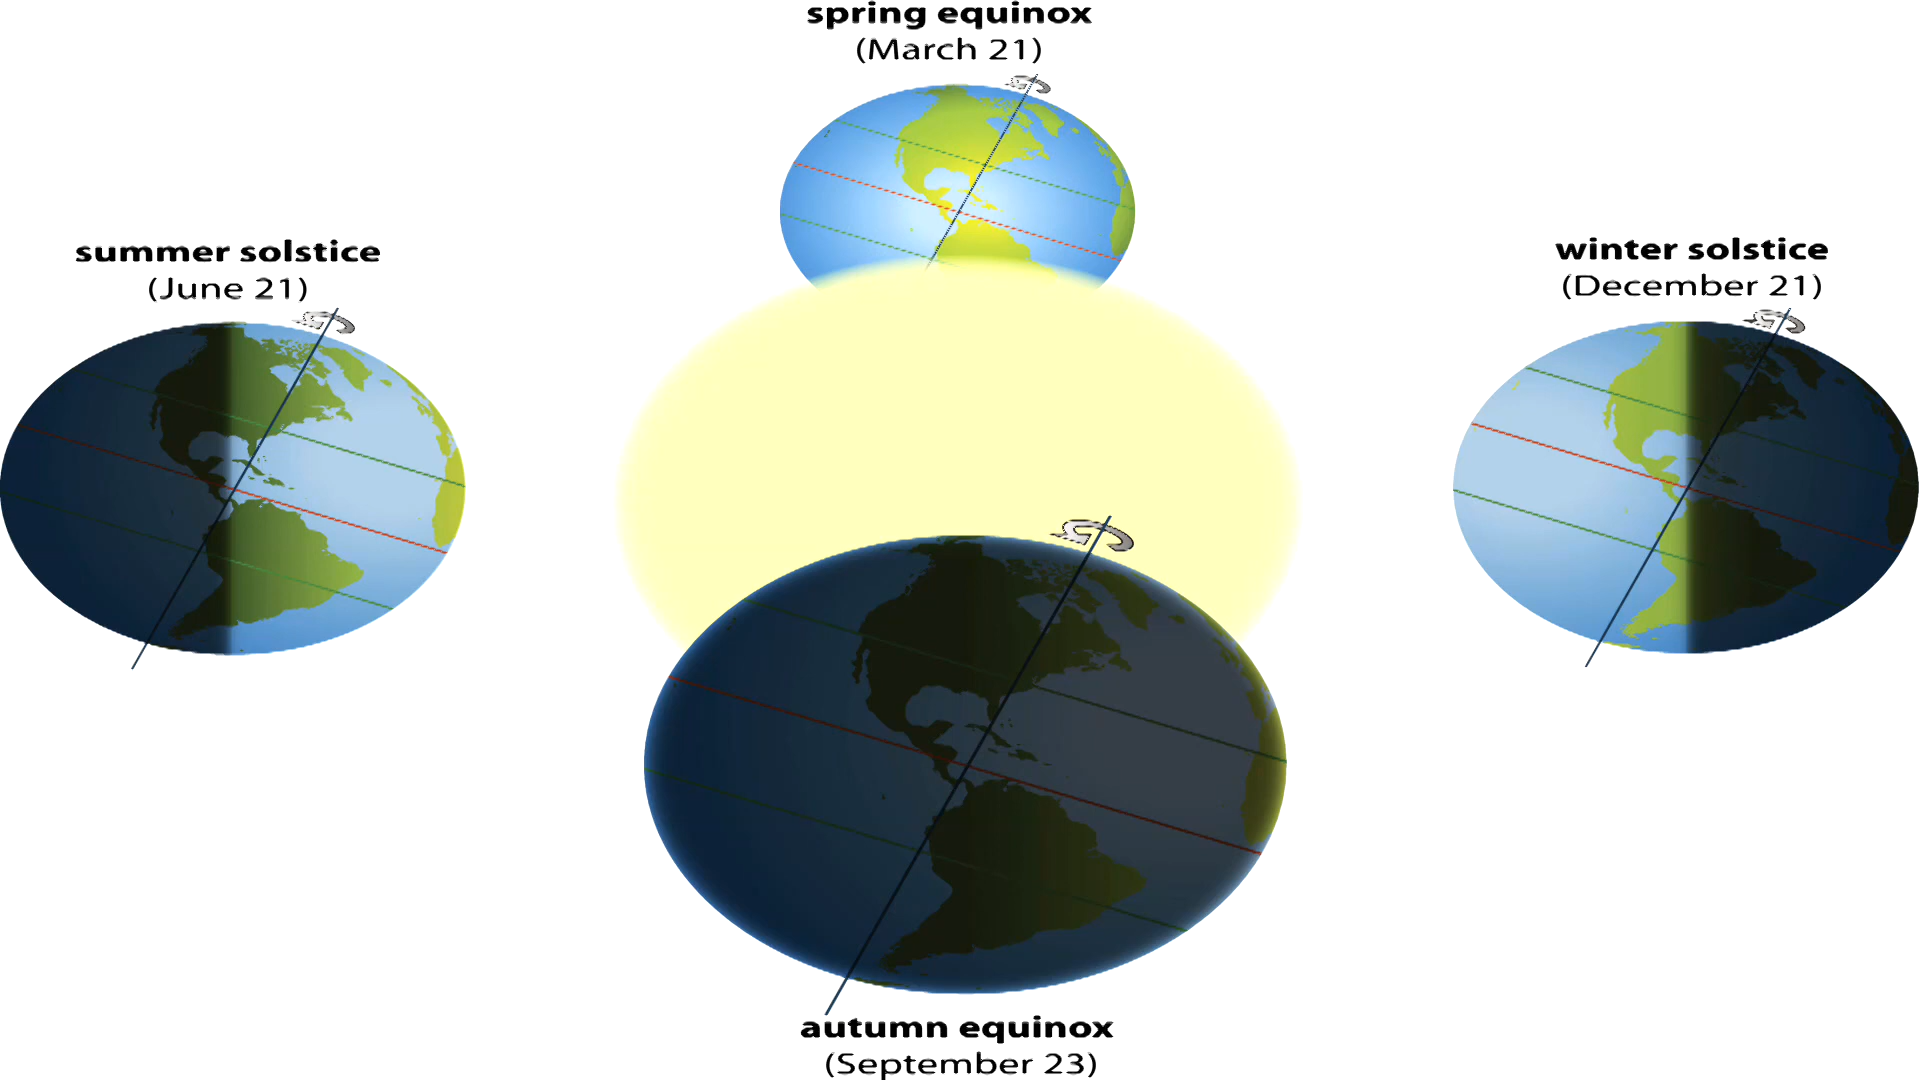 spring equinox
(March 21)
summer solstice
(June 21)
winter solstice
(December 21)
autumn equinox
(September 23)